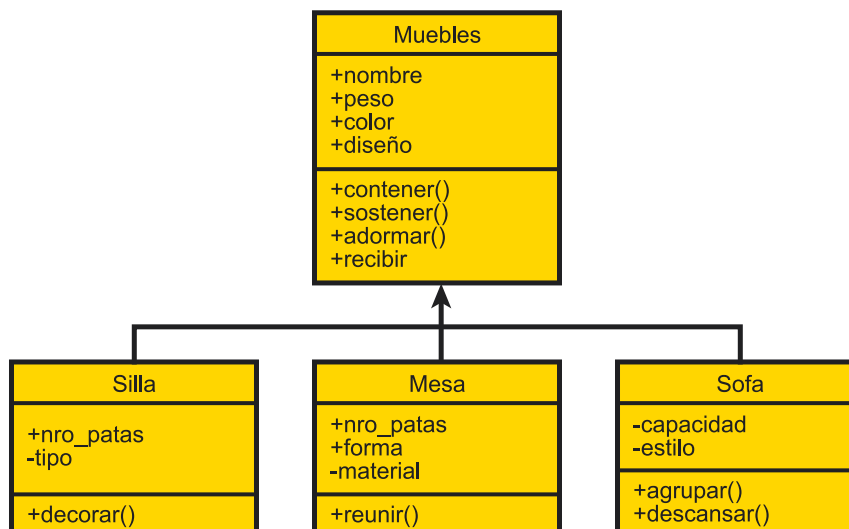 Muebles
+nombre
+peso
+color
+diseño
+contener()
+sostener()
+adormar()
+recibir
Silla
+nro_patas
-tipo
+decorar()
Mesa
+nro_patas
+forma
-material
+reunir()
Sofa
-capacidad
-estilo
+agrupar()
+descansar()